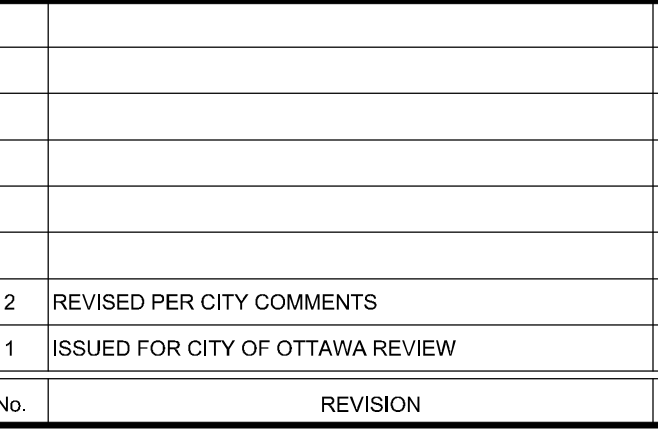 2 REVISED PER CITY COMMENTS
1 ISSUED FOR CITY OF OTTAWA REVIEW
No. REVISION